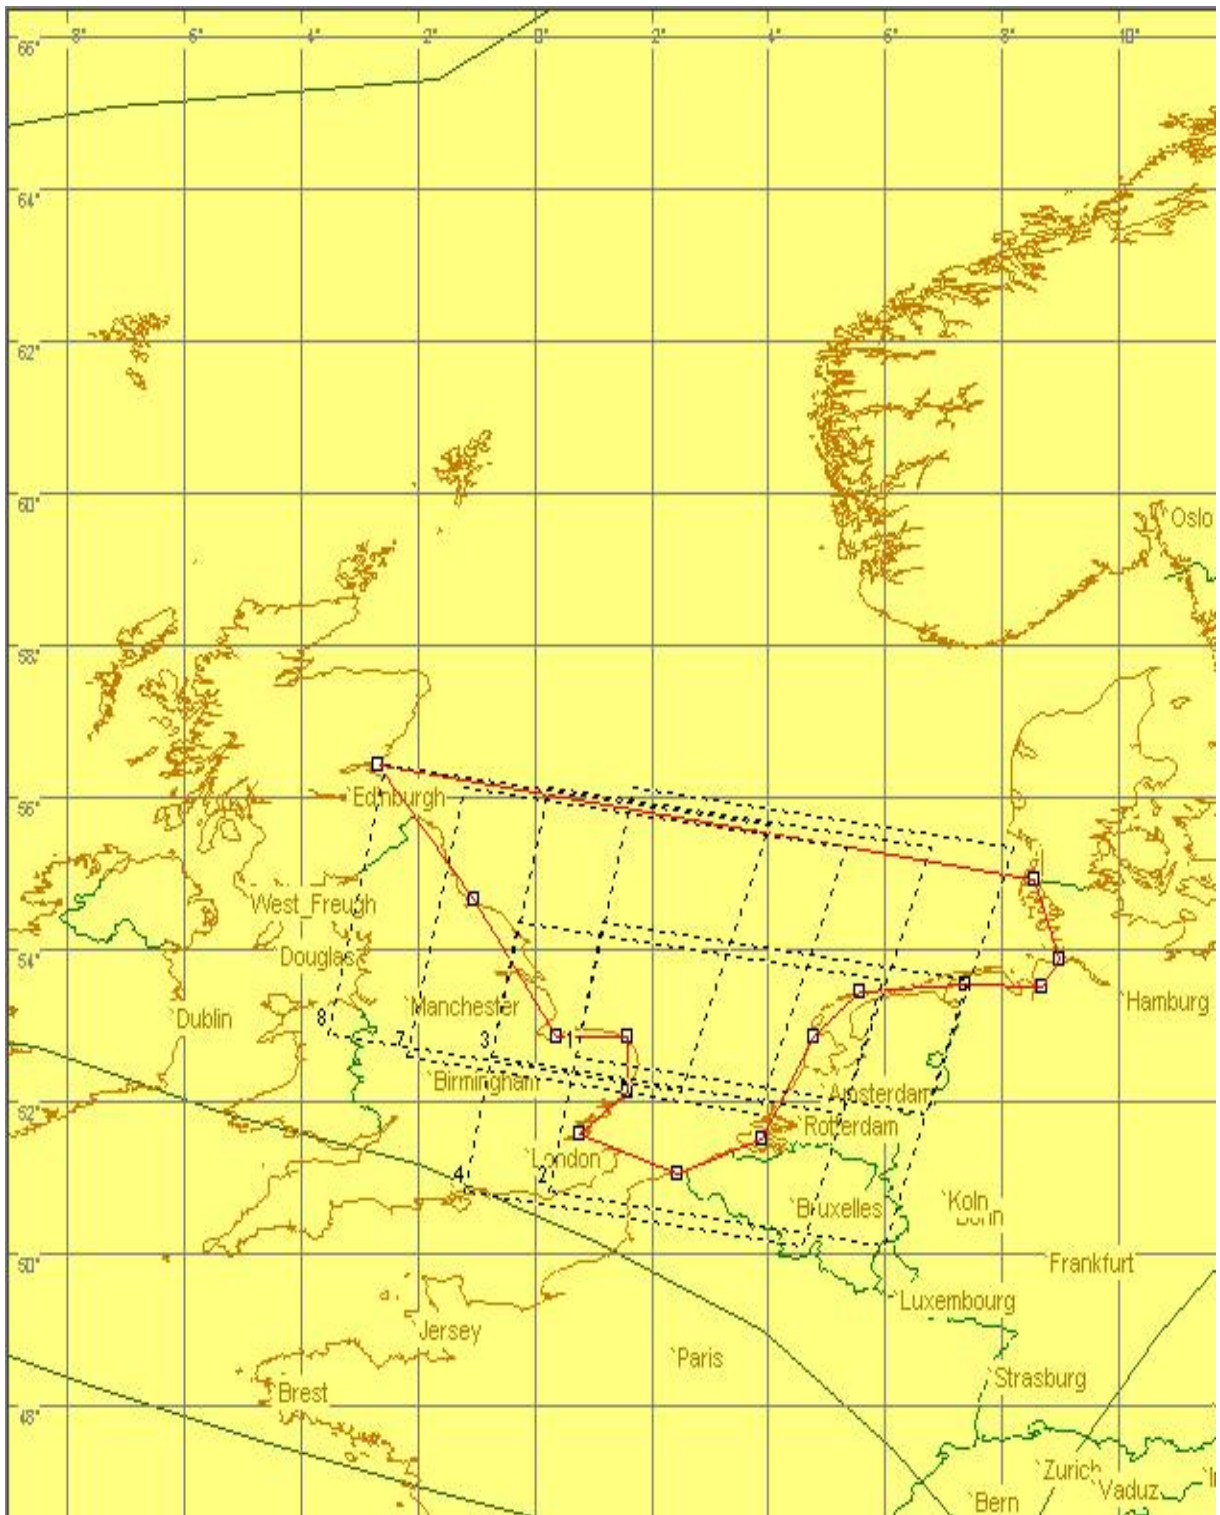 8° 6° 4° 2° 0° 2° 4° 6° 8° 10°
66°
64°
62°
60°
`Oslo
58°
56°
`Edinburgh
West_Freugh
54°
Douglas
`Manchester
`Hamburg
`Dublin
8
7
3
1
`Birmingham
`Amsterdam
52°
`Rotterdam
`London
4
2
`Bruxelles
`Koln
Bonn
50°
Frankfurt
`Luxembourg
`Jersey
`Paris
`Strasburg
`Brest
48°
`Zurich
`Vaduz
`Bern